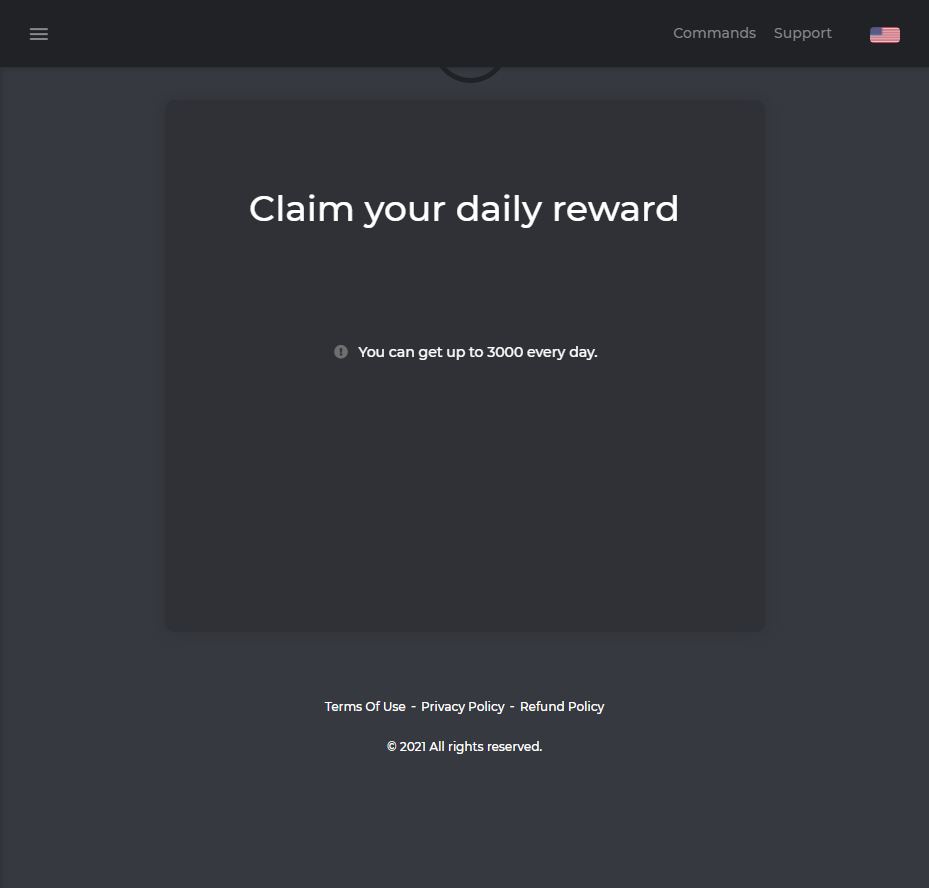 Commands Support
Claim your daily reward
You can get up to 3000 every day.
Terms Of Use - Privacy Policy - Refund Policy
© 2021 All rights reserved.